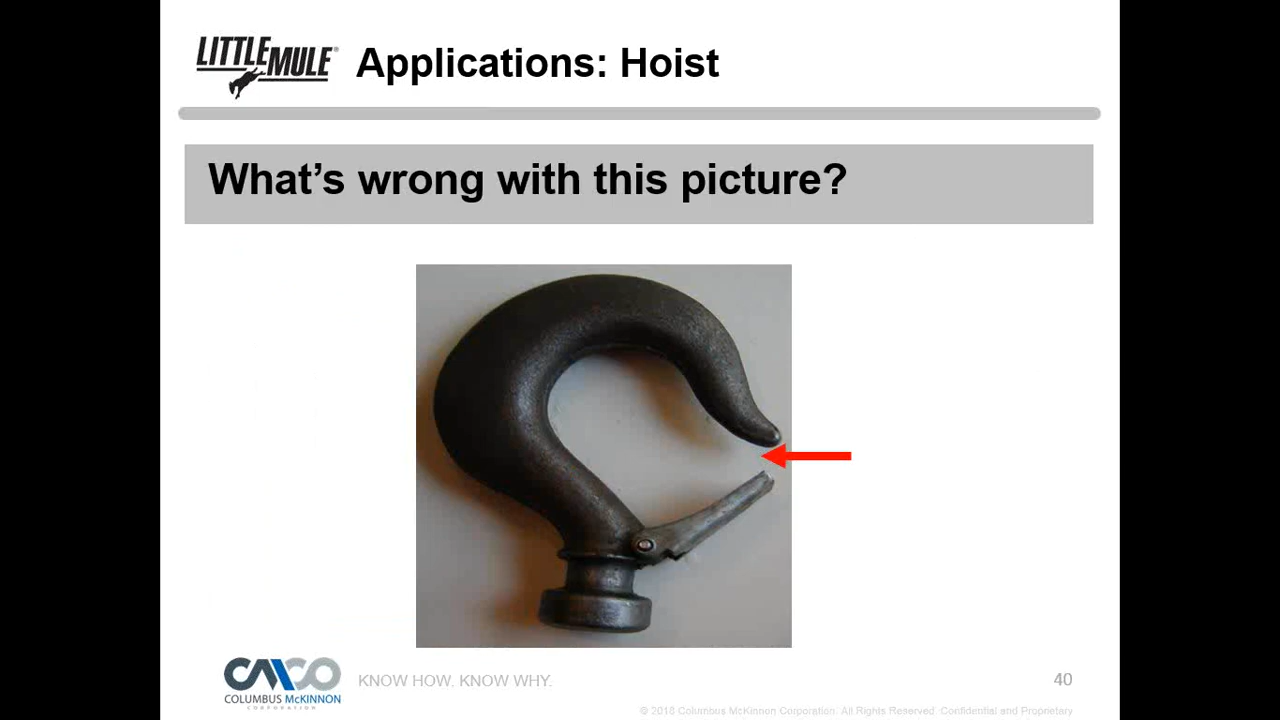 LITTLE MULE®
Applications: Hoist
What's wrong with this picture?
CMCO
COLUMBUS McKINNON
CORPORATION
KNOW HOW. KNOW WHY.
40
© 2018 Columbus McKinnon Corporation. All Rights Reserved. Confidential and Proprietary